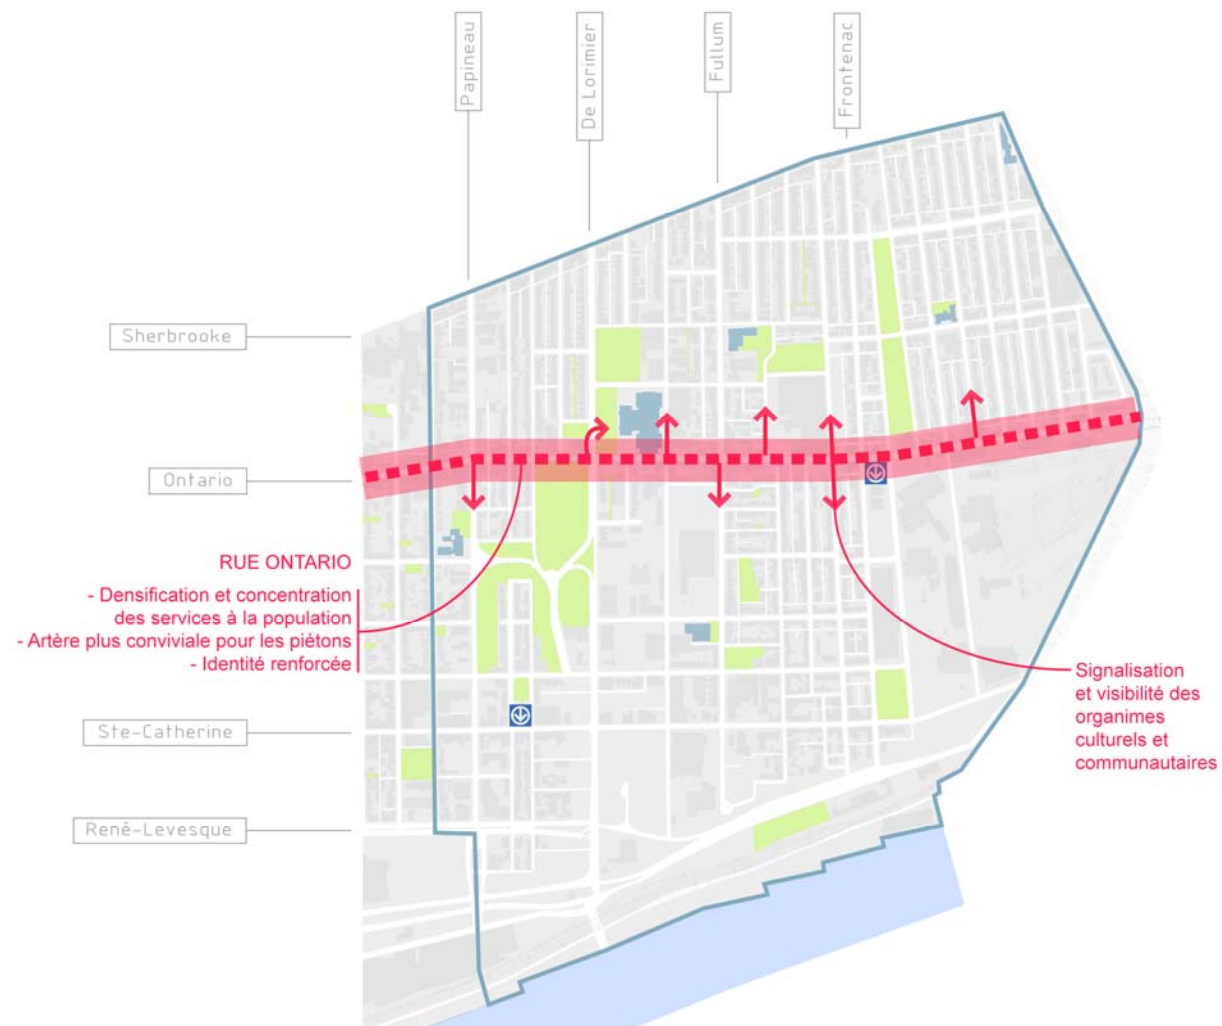 Papineau
De Lorimier
Fullum
Frontenac
Sherbrooke
Ontario
RUE ONTARIO
- Densification et concentration
des services à la population
- Artère plus conviviale pour les piétons
- Identité renforcée
Ste-Catherine
René-Levesque
Signalisation
et visibilité des
organimes
culturels et
communautaires